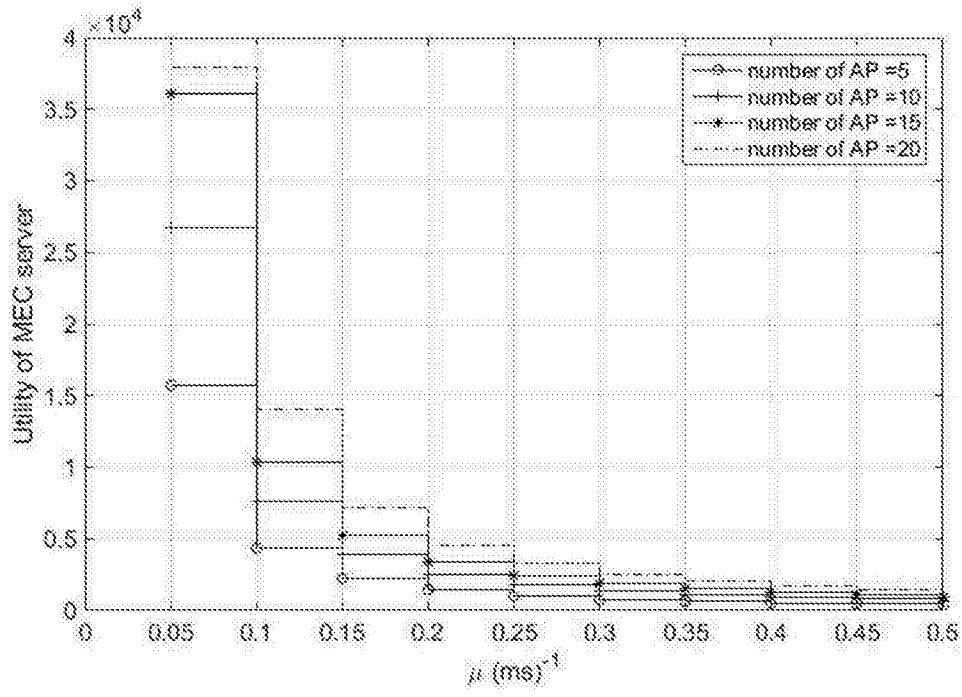 ×10⁴
4
3.5
3
2.5
2
1.5
1
0.5
0
Utility of MEC server
number of AP =5
number of AP =10
number of AP =15
number of AP =20
0 0.05 0.1 0.15 0.2 0.25 0.3 0.35 0.4 0.45 0.5
μ (ms)⁻¹